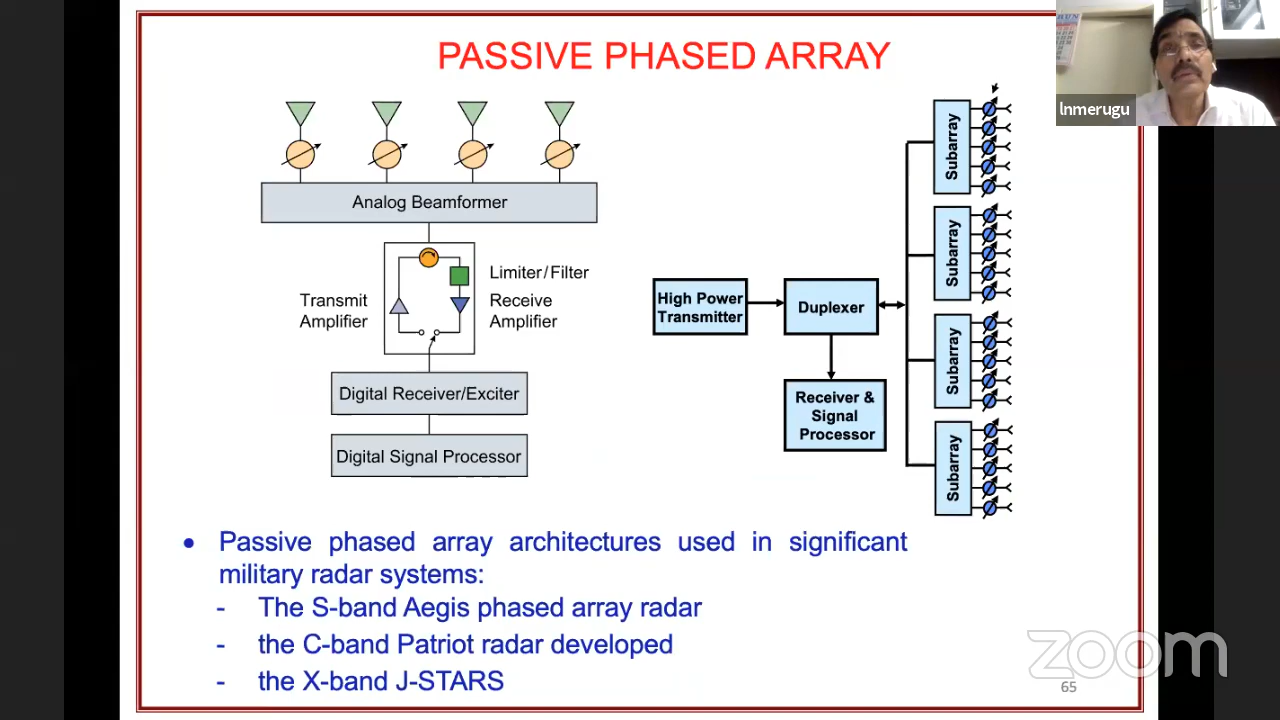 PASSIVE PHASED ARRAY
lnmerugu
Analog Beamformer
Limiter/Filter
Transmit
Amplifier
Receive
Amplifier
Digital Receiver/Exciter
Digital Signal Processor
High Power
Transmitter
Duplexer
Receiver &
Signal
Processor
Subarray
Subarray
Subarray
Subarray
• Passive phased array architectures used in significant
military radar systems:
- The S-band Aegis phased array radar
- the C-band Patriot radar developed
- the X-band J-STARS
zoom
65